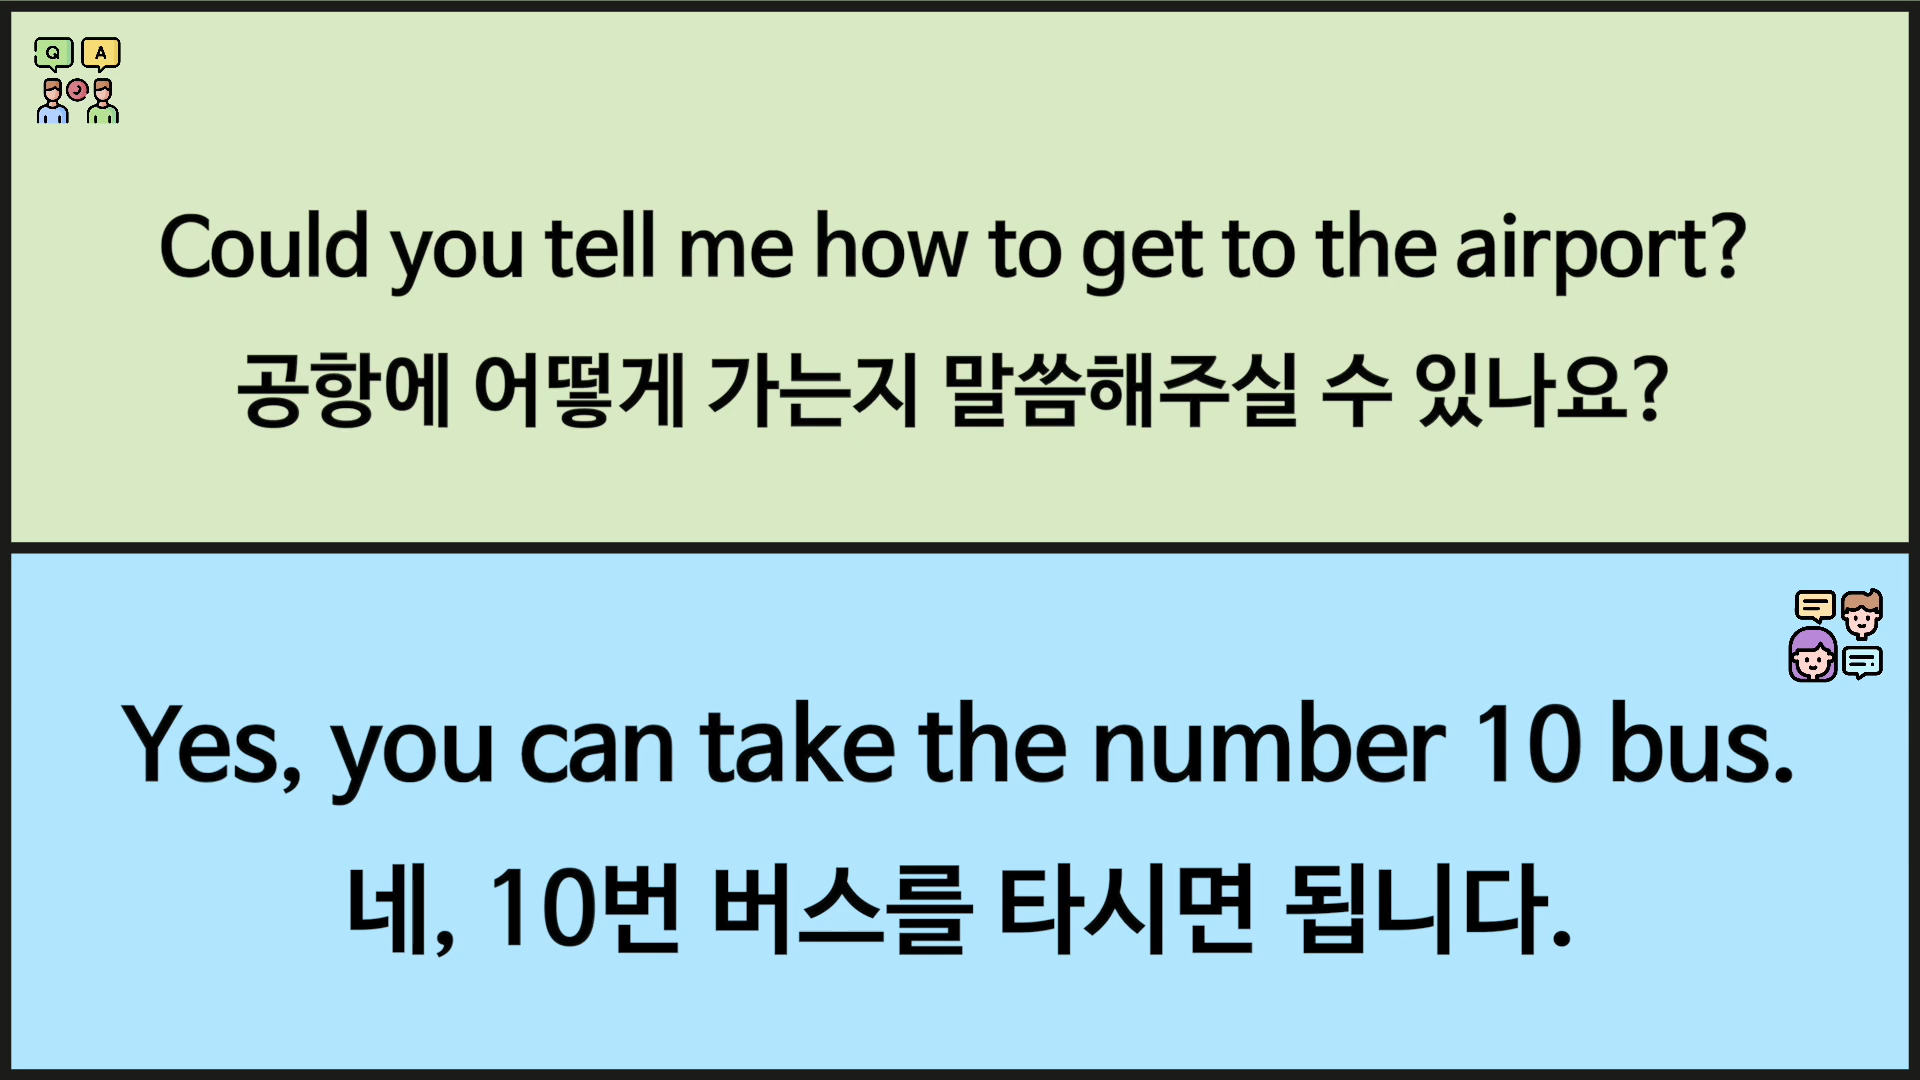 Q A
Could you tell me how to get to the airport?
공항에 어떻게 가는지 말씀해주실 수 있나요?
Yes, you can take the number 10 bus.
네, 10번 버스를 타시면 됩니다.